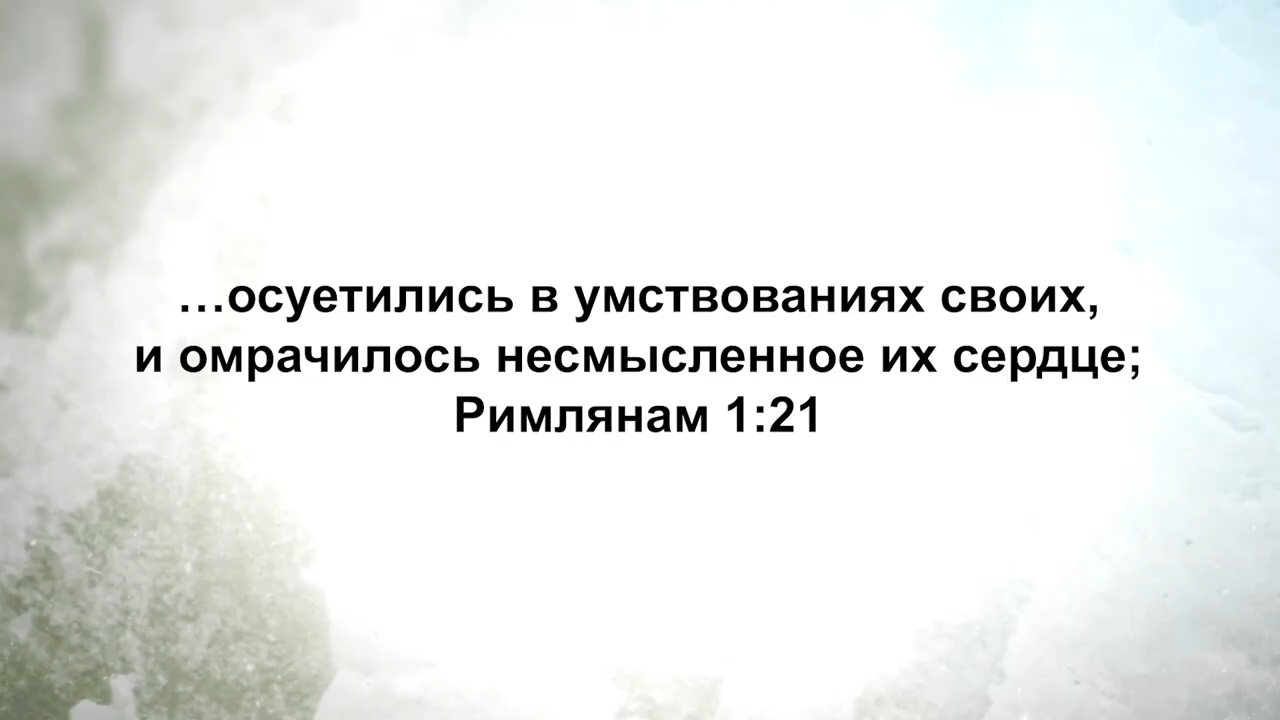 …осуетились в умствованиях своих,
и омрачилось несмысленное их сердце;
Римлянам 1:21